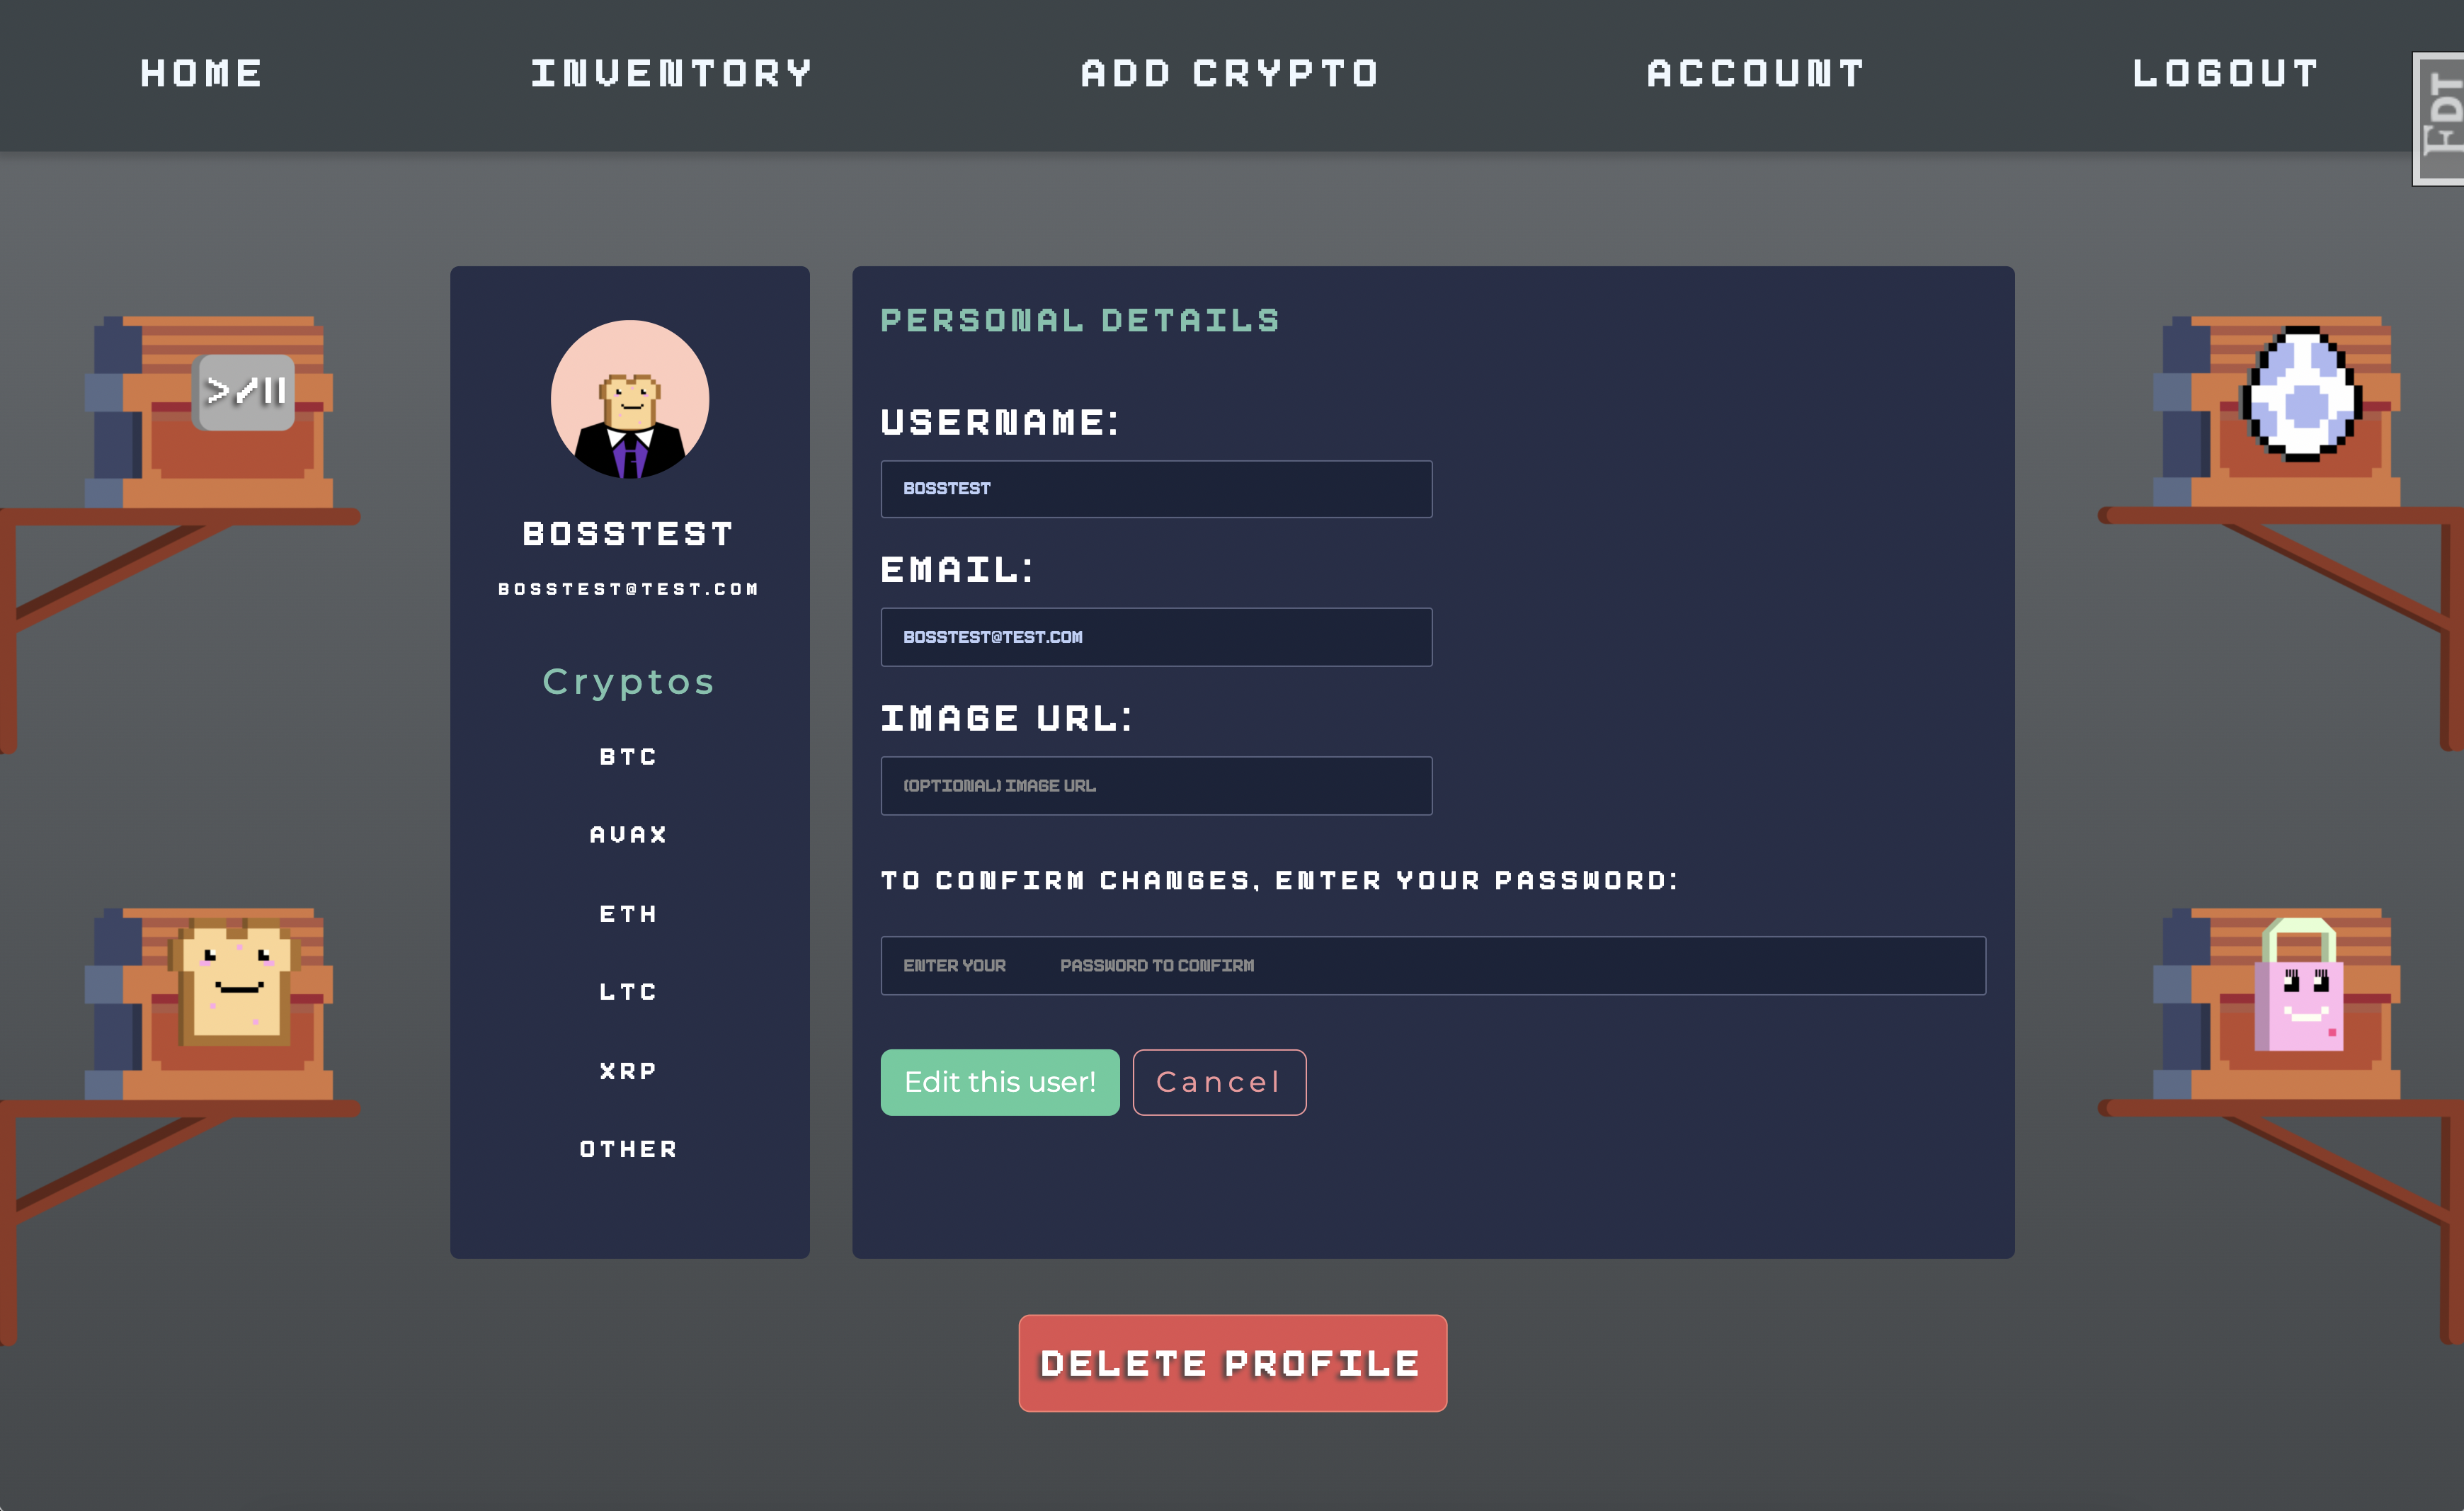 HOME INVENTORY ADD CRYPTO ACCOUNT LOGOUT
FDT
>/||
BOSSTEST
BOSSTEST@TEST.COM
Cryptos
BTC
AVAX
ETH
LTC
XRP
OTHER
PERSONAL DETAILS
USERNAME:
BOSSTEST
EMAIL:
BOSSTEST@TEST.COM
IMAGE URL:
(OPTIONAL) IMAGE URL
TO CONFIRM CHANGES, ENTER YOUR PASSWORD:
ENTER YOUR PASSWORD TO CONFIRM
Edit this user! Cancel
DELETE PROFILE